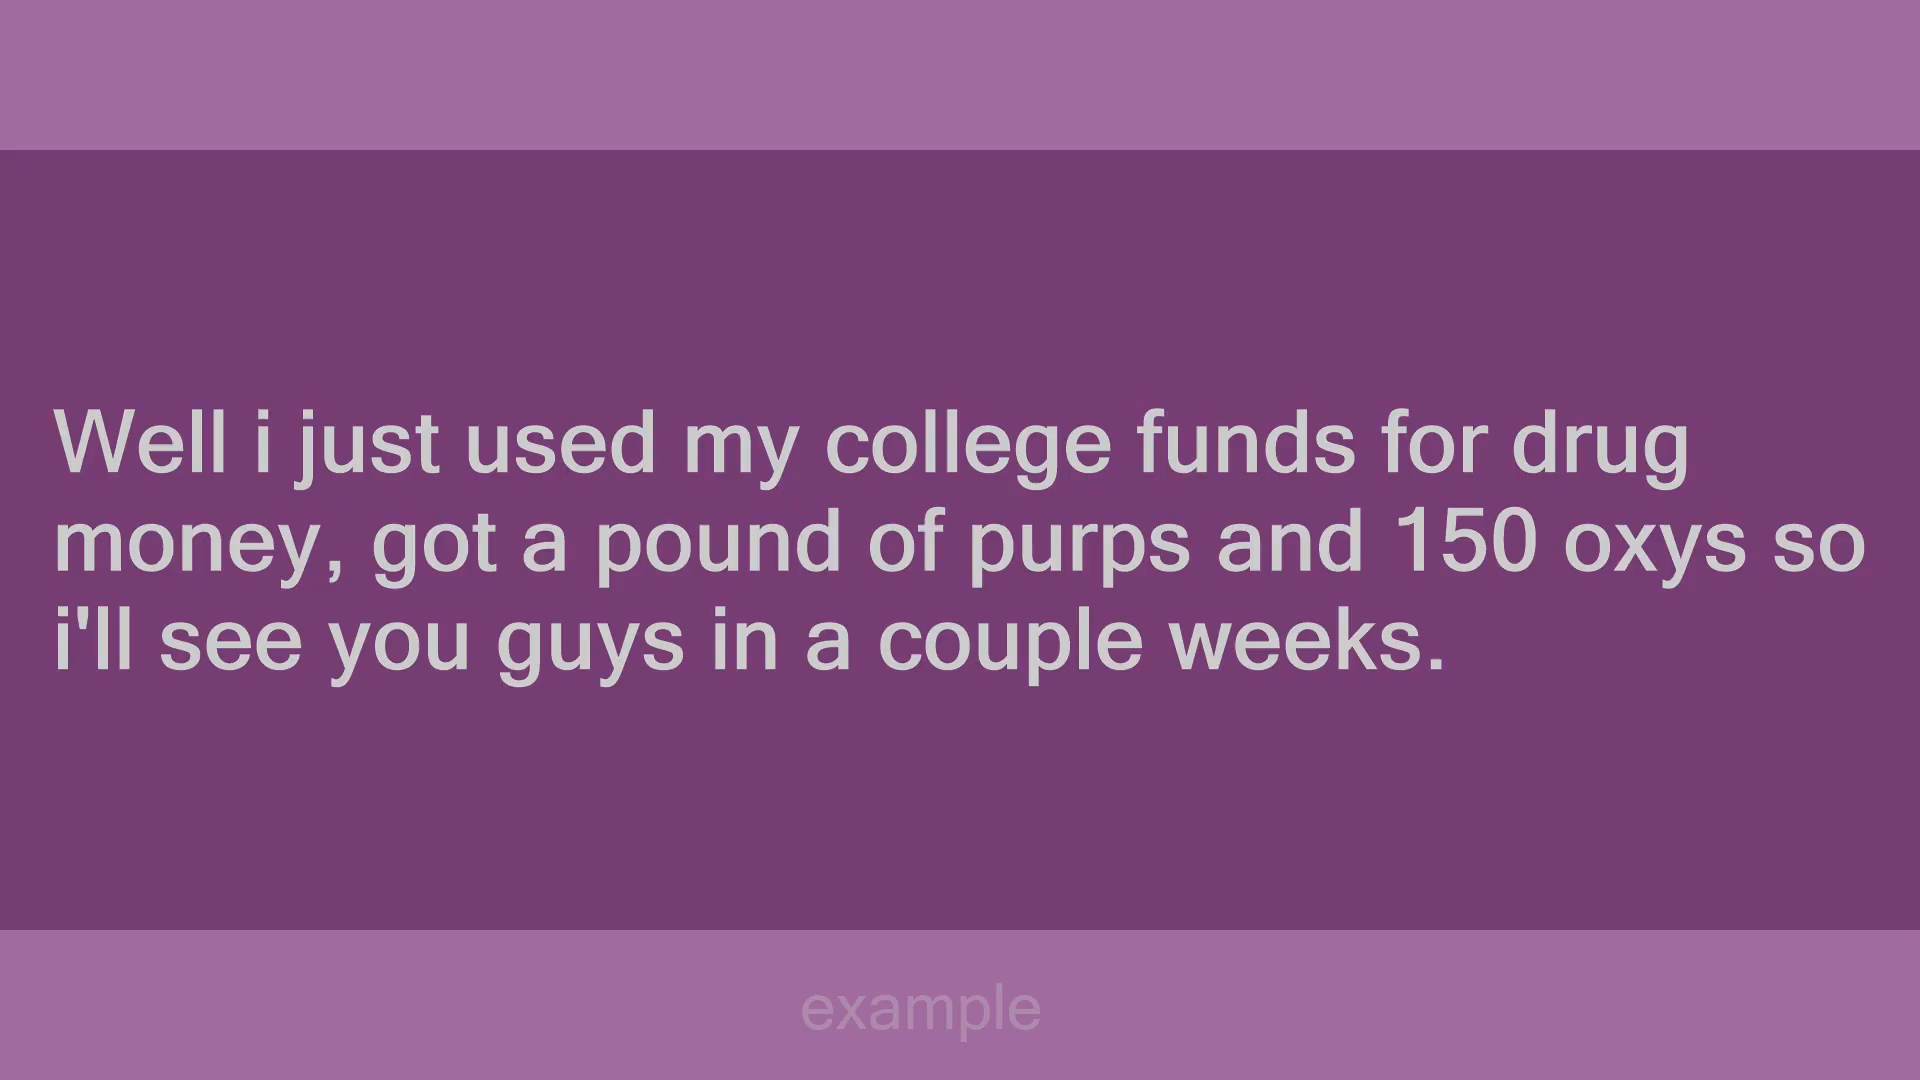 Well i just used my college funds for drug
money, got a pound of purps and 150 oxys so
i'll see you guys in a couple weeks.
example